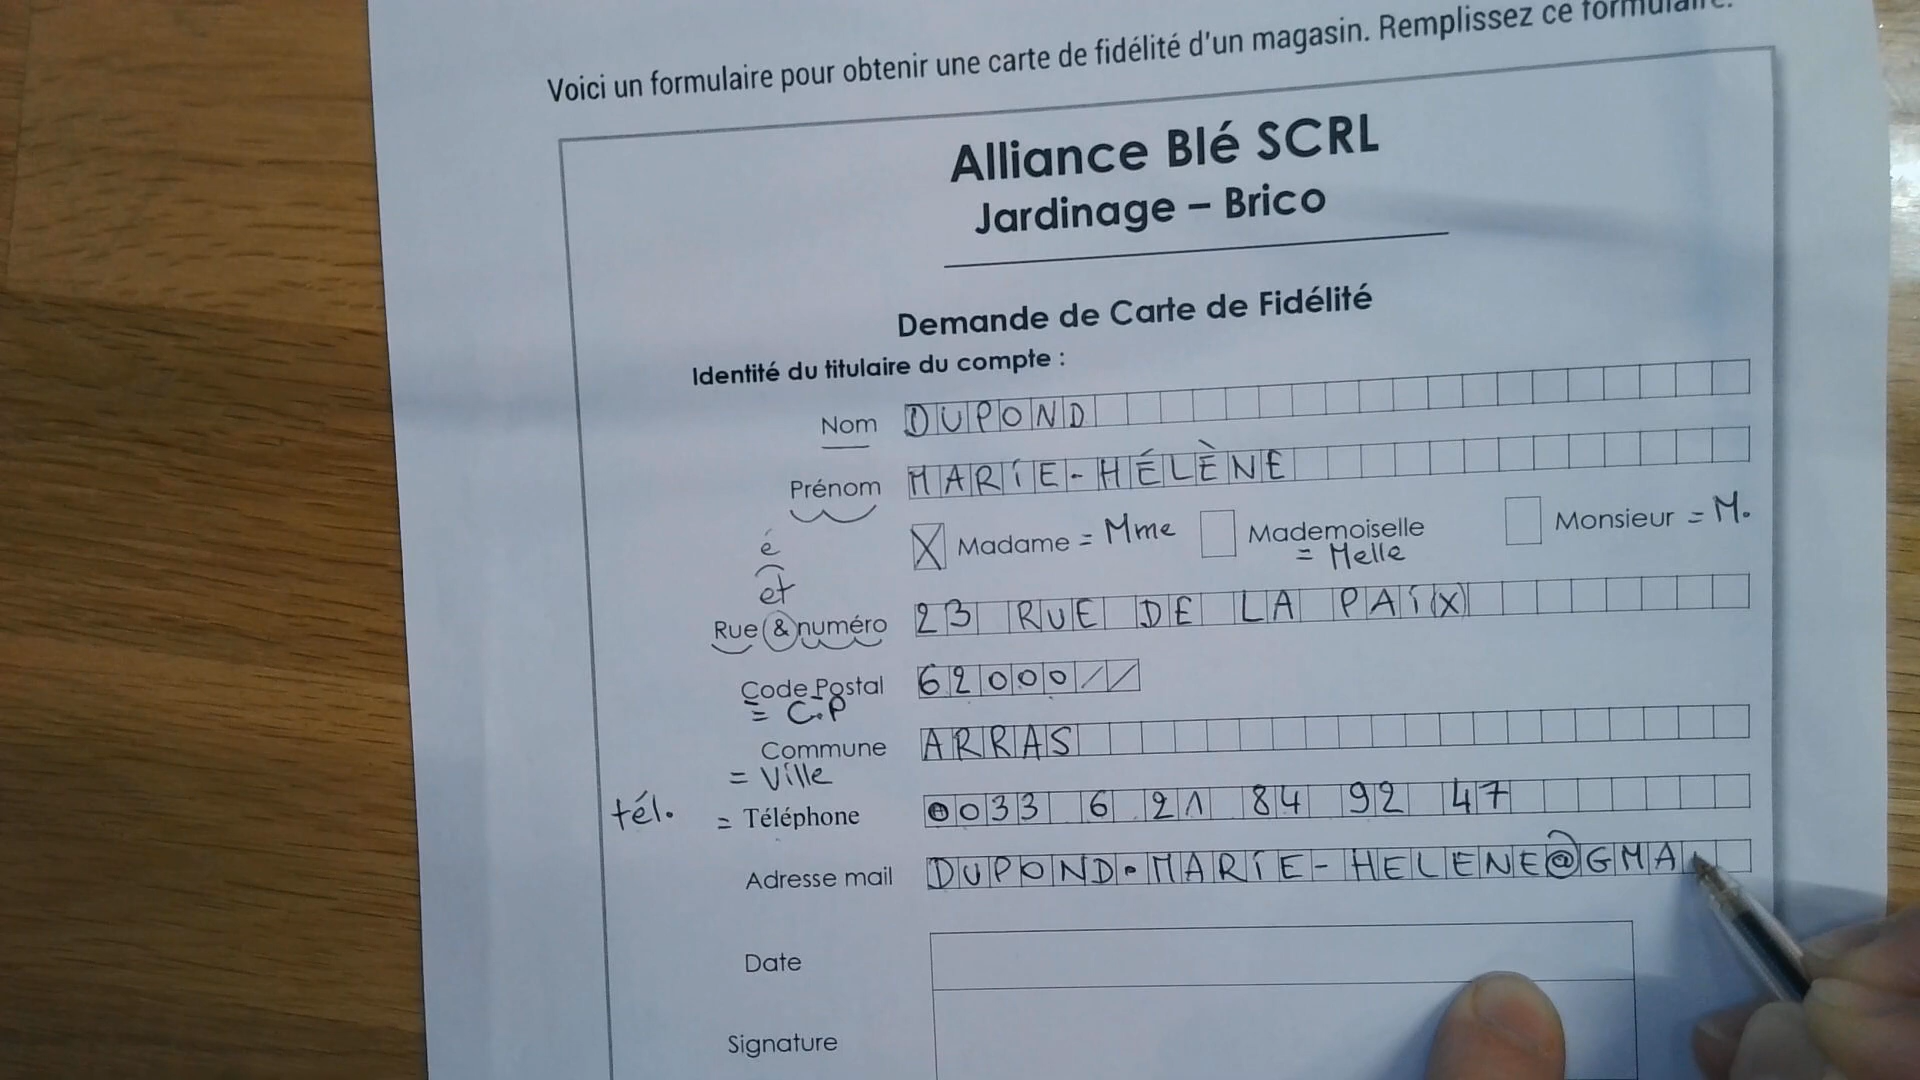 Voici un formulaire pour obtenir une carte de fidélité d'un magasin. Remplissez ce formulaire.
Alliance Blé SCRL
Jardinage – Brico
Demande de Carte de Fidélité
Identité du titulaire du compte :
Nom DUPOND
Prénom MARIE-HÉLÈNE
X Madame = Mme Mademoiselle = Melle Monsieur = M.
é
et
Rue & numéro 23 RUE DE LA PAIX
Code Postal 62000//
= C.P
Commune ARRAS
= Ville
tél. = Téléphone 0033 6 21 84 92 47
Adresse mail DUPOND.MARIE-HELENE@GMA
Date
Signature